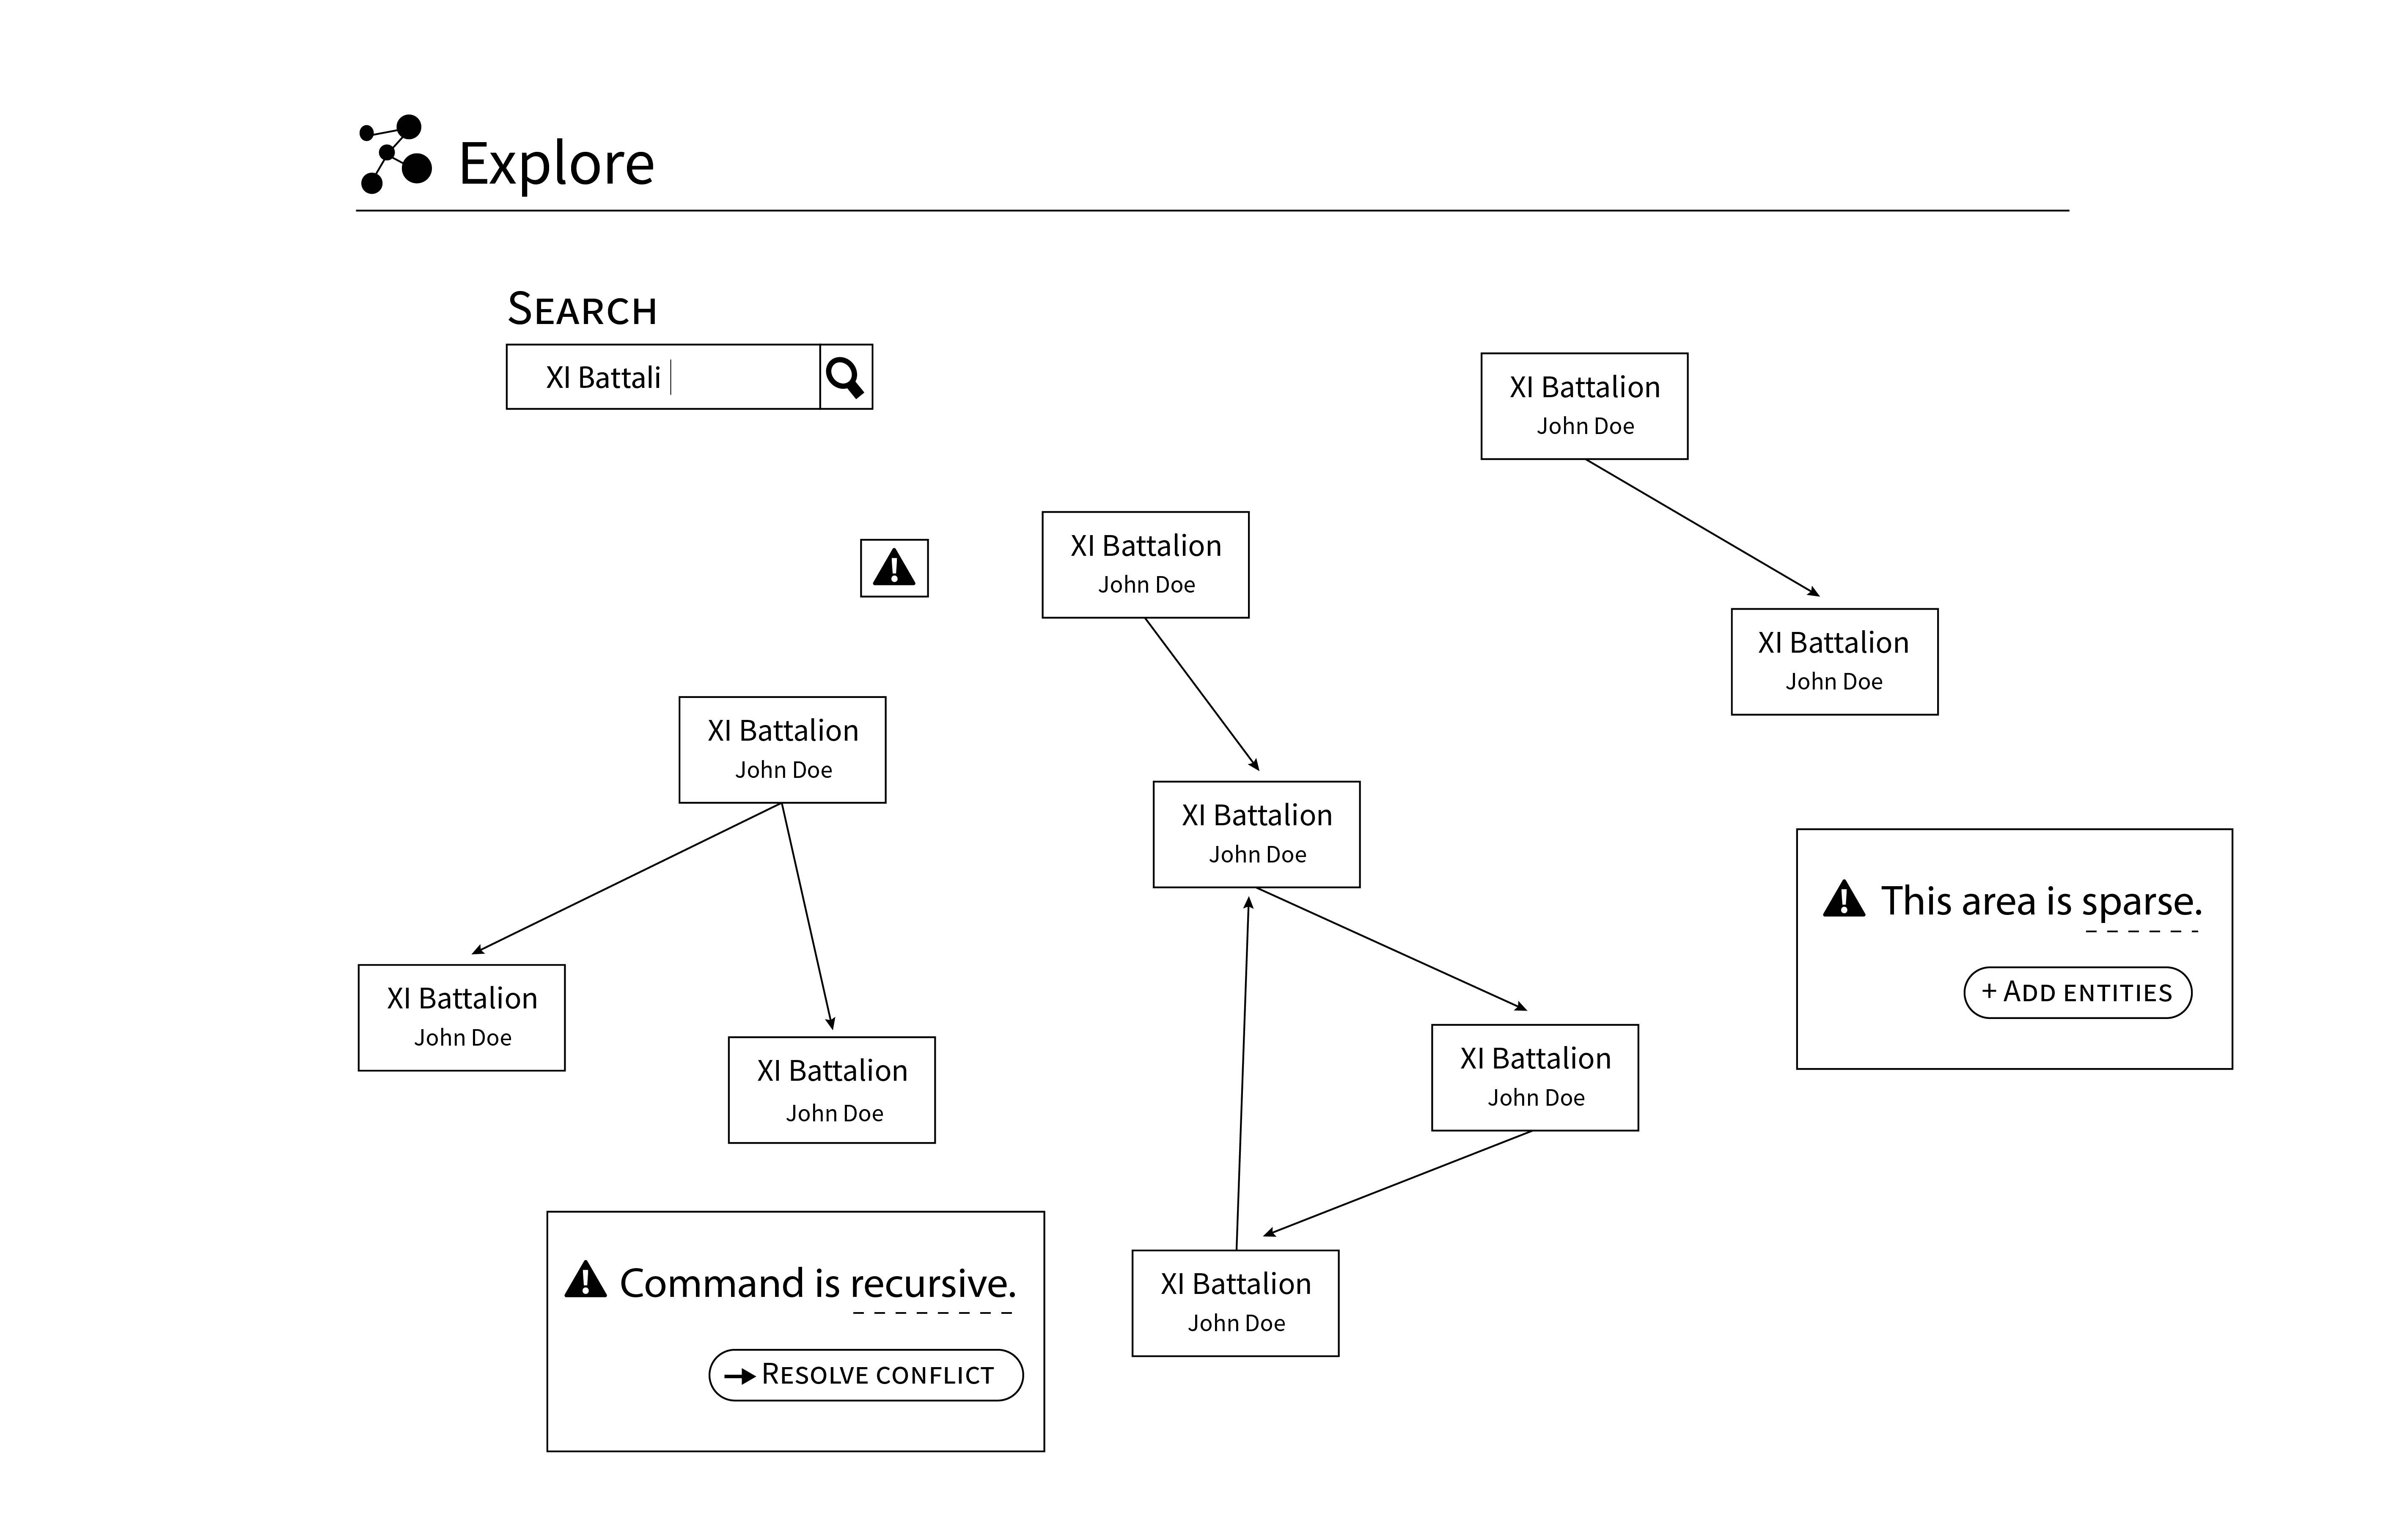 Explore
SEARCH
XI Battali
XI Battalion
John Doe
XI Battalion
John Doe
XI Battalion
John Doe
XI Battalion
John Doe
XI Battalion
John Doe
This area is sparse.
+ ADD ENTITIES
XI Battalion
John Doe
XI Battalion
John Doe
XI Battalion
John Doe
XI Battalion
John Doe
Command is recursive.
RESOLVE CONFLICT